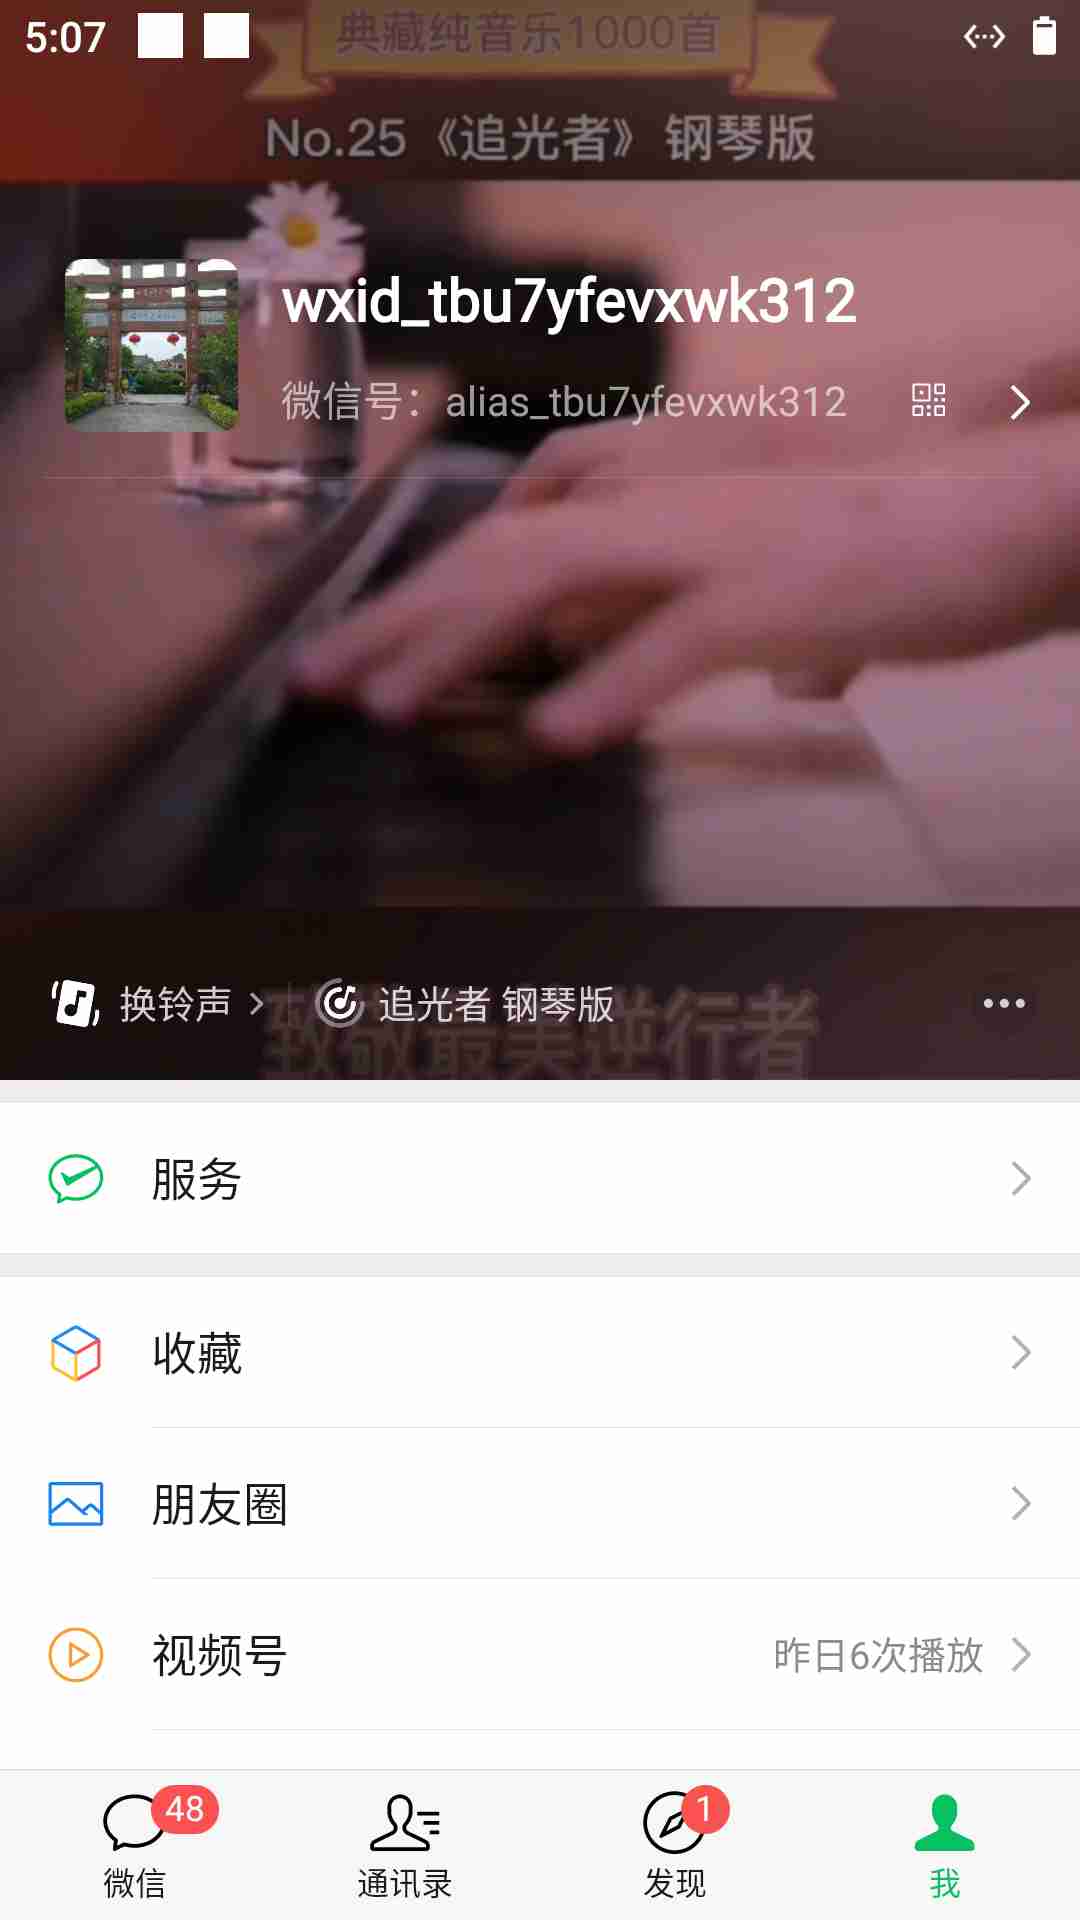 5:07
典藏纯音乐1000首
No.25《追光者》钢琴版
wxid_tbu7yfevxwk312
微信号：alias_tbu7yfevxwk312
换铃声
追光者 钢琴版
致敬最美逆行者
服务
收藏
朋友圈
视频号
昨日6次播放
48
1
微信
通讯录
发现
我